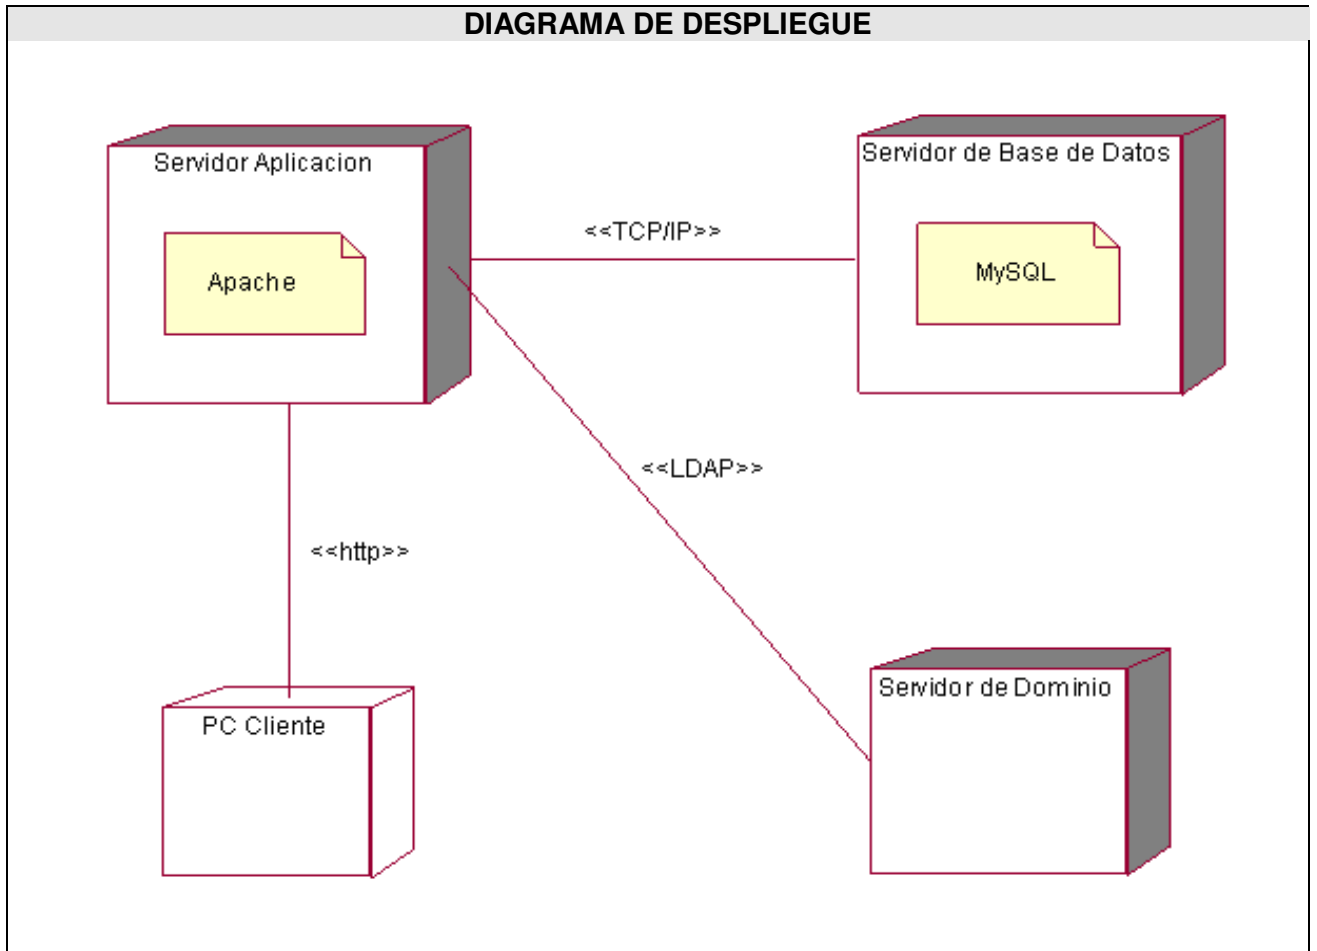 DIAGRAMA DE DESPLIEGUE
Servidor Aplicacion
Servidor de Base de Datos
<<TCP/IP>>
Apache
MySQL
<<LDAP>>
<<http>>
Servidor de Dominio
PC Cliente